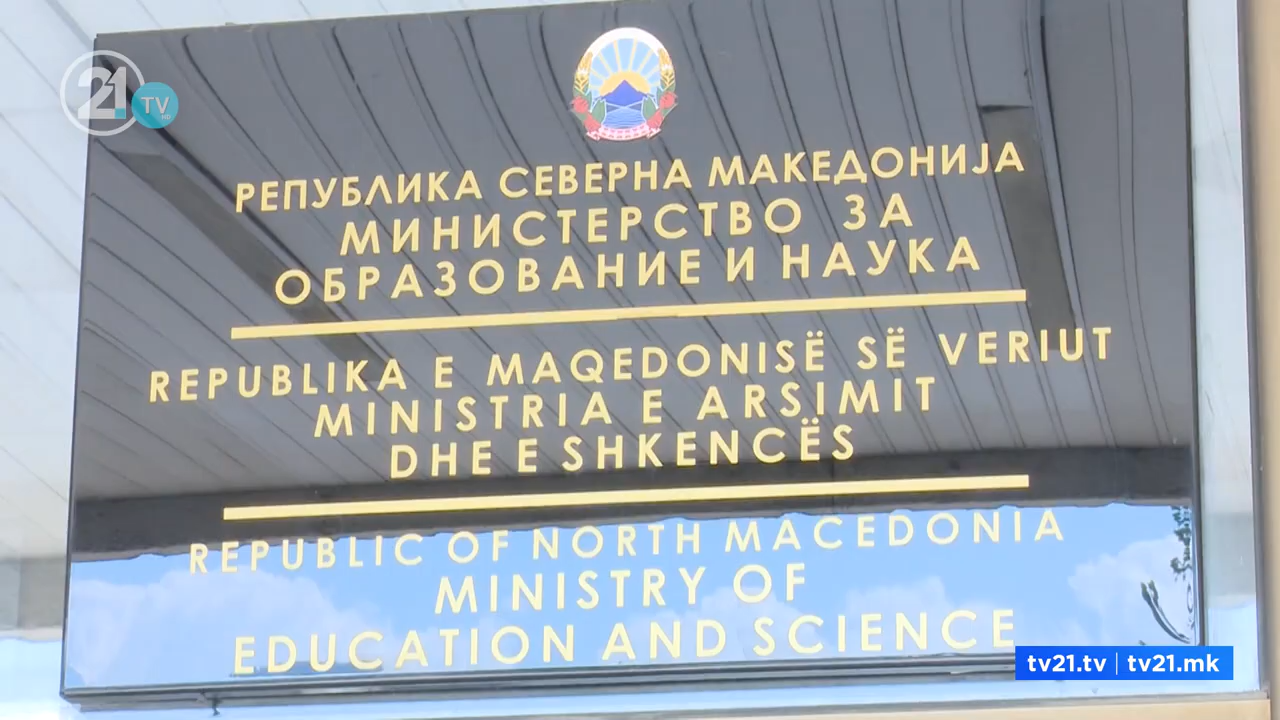 21 TV HD
РЕПУБЛИКА СЕВЕРНА МАКЕДОНИЈА
МИНИСТЕРСТВО ЗА
ОБРАЗОВАНИЕ И НАУКА
REPUBLIKA E MAQEDONISË SË VERIUT
MINISTRIA E ARSIMIT
DHE E SHKENCËS
REPUBLIC OF NORTH MACEDONIA
MINISTRY OF
EDUCATION AND SCIENCE
tv21.tv | tv21.mk